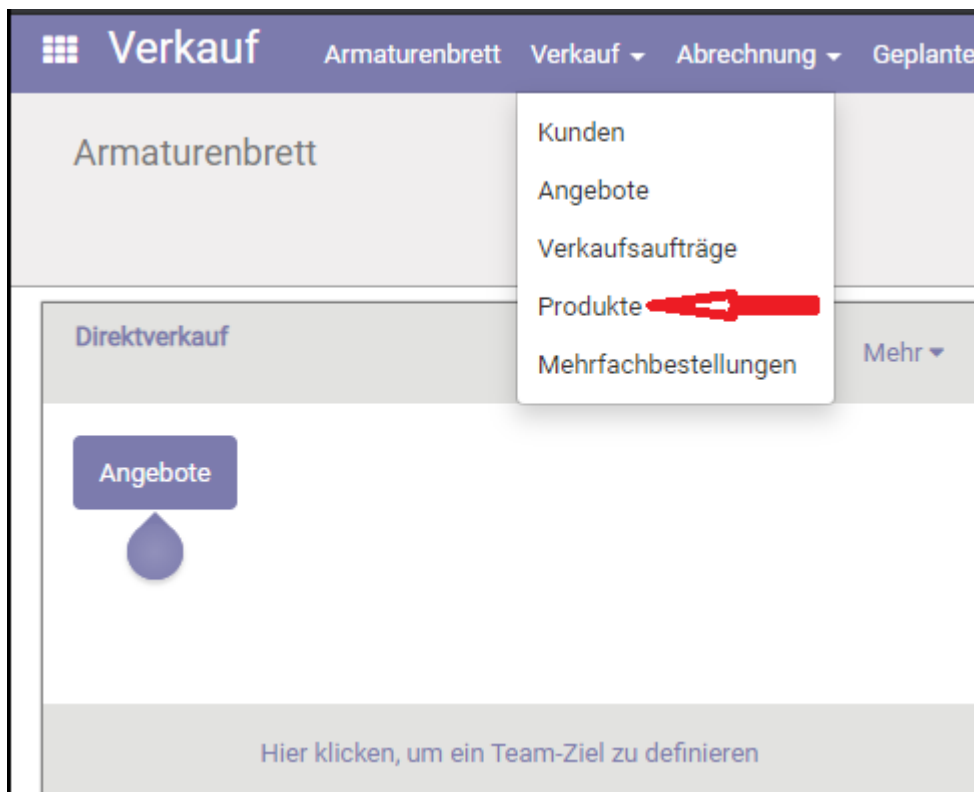 Verkauf Armaturenbrett Verkauf Abrechnung Geplante
Armaturenbrett
Kunden
Angebote
Verkaufsaufträge
Produkte
Mehrfachbestellungen
Direktverkauf
Mehr
Angebote
Hier klicken, um ein Team-Ziel zu definieren